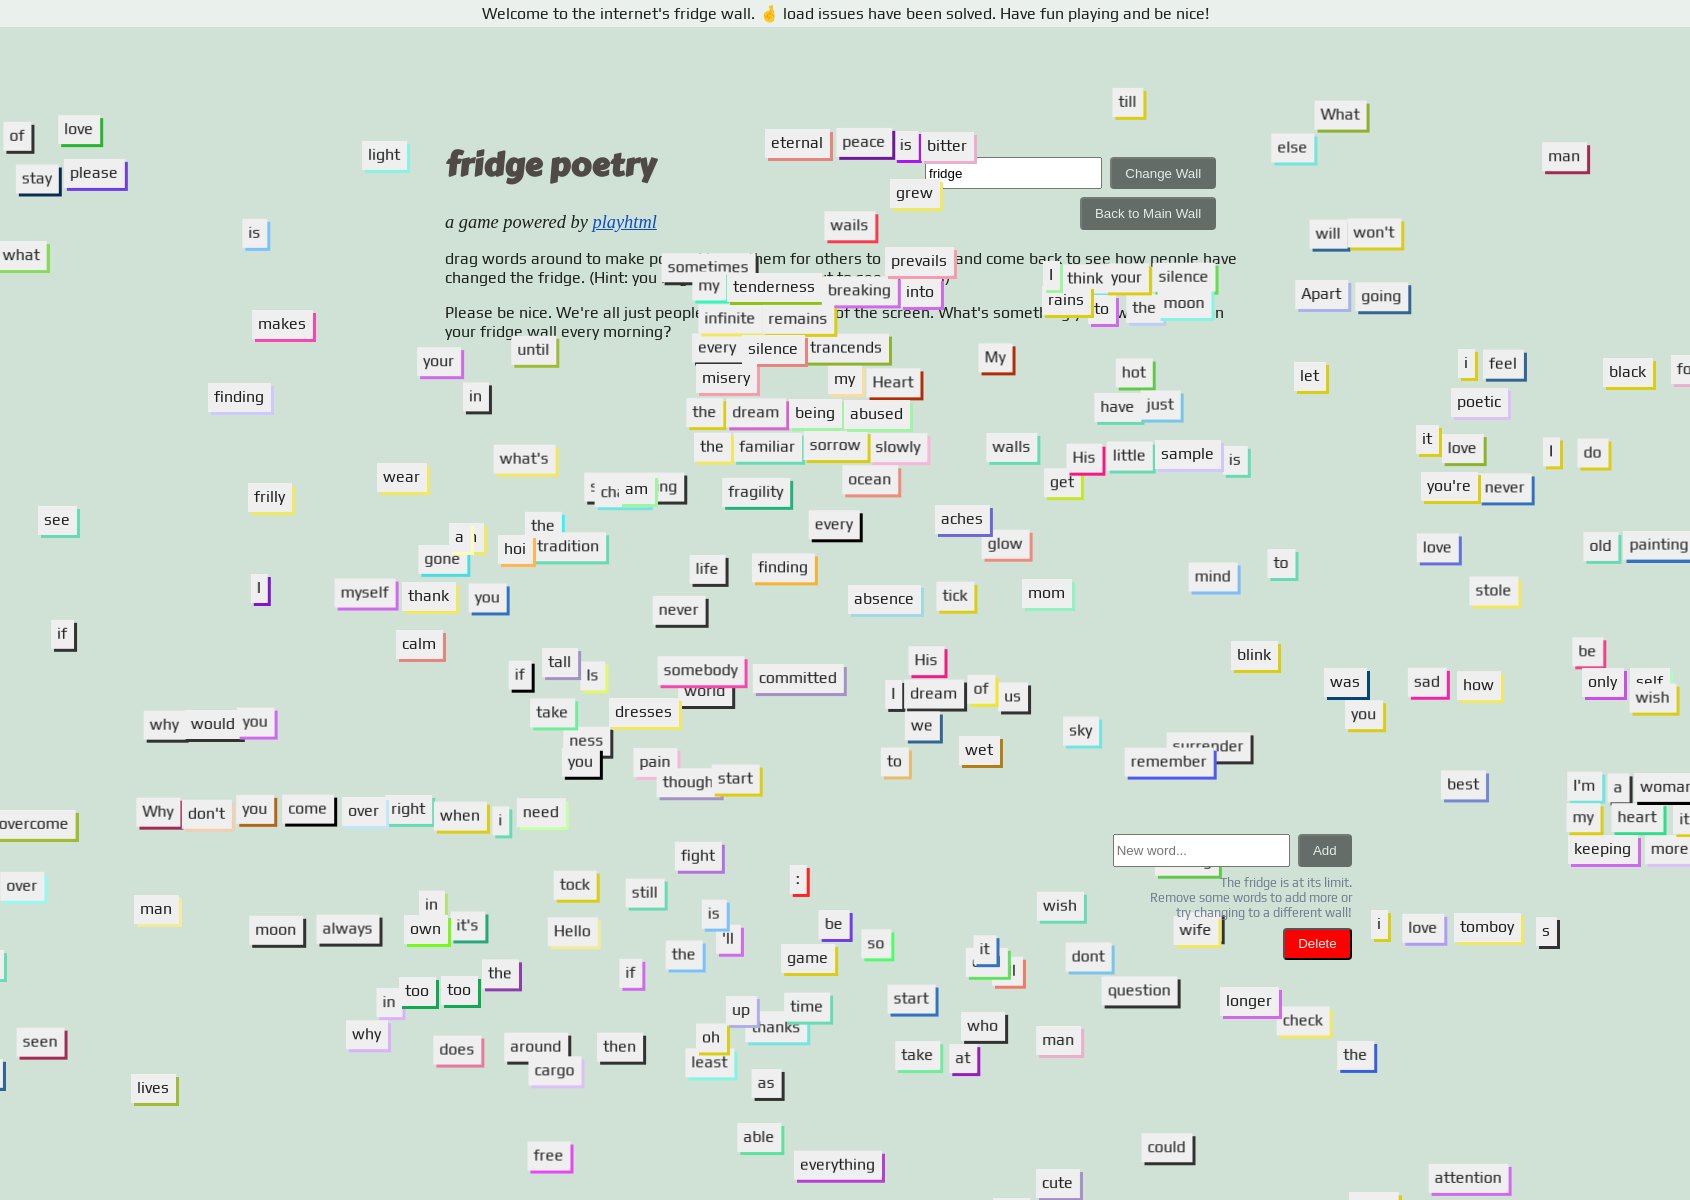 Welcome to the internet's fridge wall. 🤞 load issues have been solved. Have fun playing and be nice!
till
What
of love
eternal peace is bitter
else
light
man
fridge poetry
fridge
Change Wall
stay please
grew
Back to Main Wall
a game powered by playhtml
wails
is
will won't
what
drag words around to make them for others to and come back to see how people have
prevails
sometimes
changed the fridge. (Hint: you
I think your silence
my tenderness breaking into
Apart going
rains to the moon
Please be nice. We're all just people of the screen. What's
infinite remains
makes
your fridge wall every morning?
every silence trancends
until
your
My
i feel
misery my Heart
hot
let
black
finding
in
poetic
have just
the dream being abused
it love
I do
the familiar sorrow slowly
walls
His little sample is
what's
wear
ocean
get
you're never
frilly
am
fragility
see
the
every
aches
a
hoi tradition
glow
love
old painting
gone
life
finding
to
mind
I
myself thank you
absence
tick
mom
stole
never
if
calm
blink
be
tall
His
if Is
somebody
committed
was
sad how
only self
world
I dream of us
wish
take
dresses
you
why would you
we
sky
ness
surrender
you
pain
to
wet
remember
though start
best
I'm a woman
Why don't you come over right when i need
my heart it
overcome
New word...
Add
keeping more
fight
The fridge is at its limit.
Remove some words to add more or
try changing to a different wall!
over
tock
still
:
man
in
is
wish
moon always own it's
Hello
be
wife
i love tomboy s
'll
so
Delete
the
it
game
dont
the
if
in too too
question
start
longer
up
time
check
why
thanks
who
seen
oh
man
does
around
then
take at
the
least
cargo
lives
as
able
could
free
everything
cute
attention